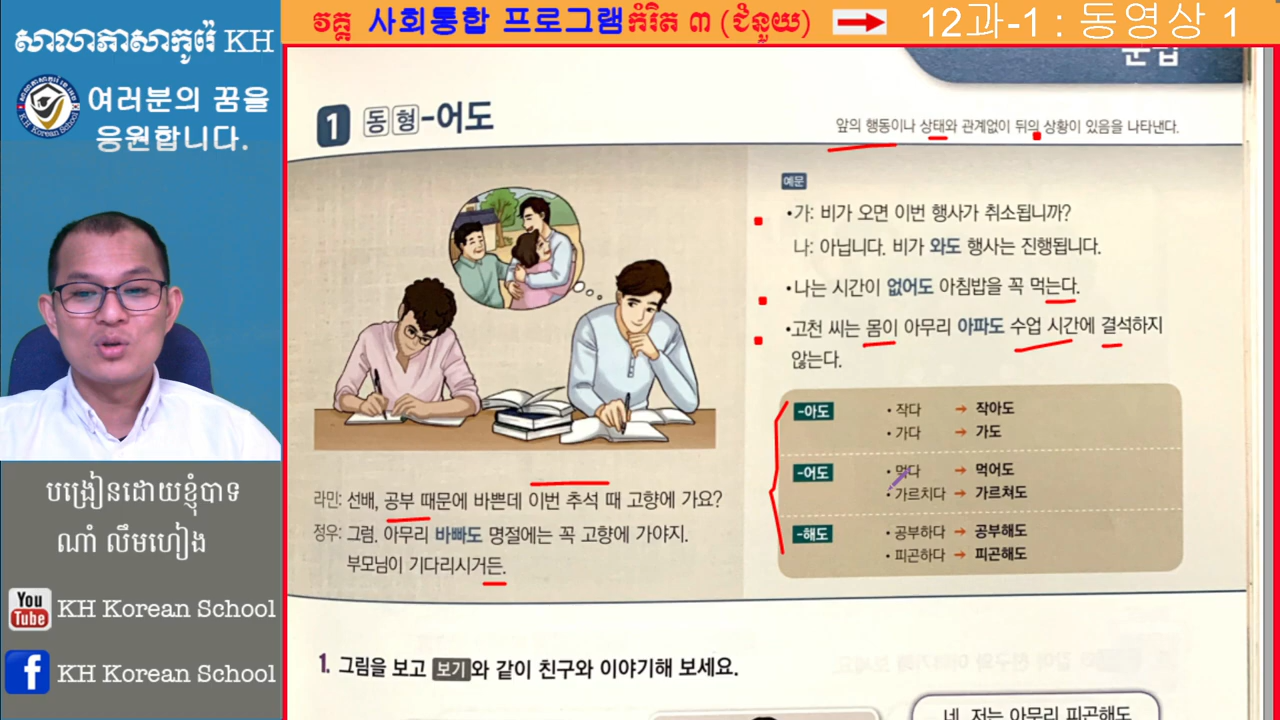 សាលាភាសាកូរ៉េ KH
여러분의 꿈을
응원합니다.
វគ្គ 사회통합 프로그램 កំរិត ៣ (ជំនួយ)
12과-1 : 동영상 1
문법
1 동 형 -어도
앞의 행동이나 상태와 관계없이 뒤의 상황이 있음을 나타낸다.
예문
•가: 비가 오면 이번 행사가 취소됩니까?
나: 아닙니다. 비가 와도 행사는 진행됩니다.
•나는 시간이 없어도 아침밥을 꼭 먹는다.
•고천 씨는 몸이 아무리 아파도 수업 시간에 결석하지
않는다.
-아도 • 작다 → 작아도
• 가다 → 가도
-어도 • 먹다 → 먹어도
• 가르치다 → 가르쳐도
-해도 • 공부하다 → 공부해도
• 피곤하다 → 피곤해도
라민: 선배, 공부 때문에 바쁜데 이번 추석 때 고향에 가요?
정우: 그럼. 아무리 바빠도 명절에는 꼭 고향에 가야지.
부모님이 기다리시거든.
1. 그림을 보고 보기와 같이 친구와 이야기해 보세요.
네, 저는 아무리 피곤해도
បង្រៀនដោយខ្ញុំបាទ
ណាំ លឹមហៀង
You Tube KH Korean School
f KH Korean School